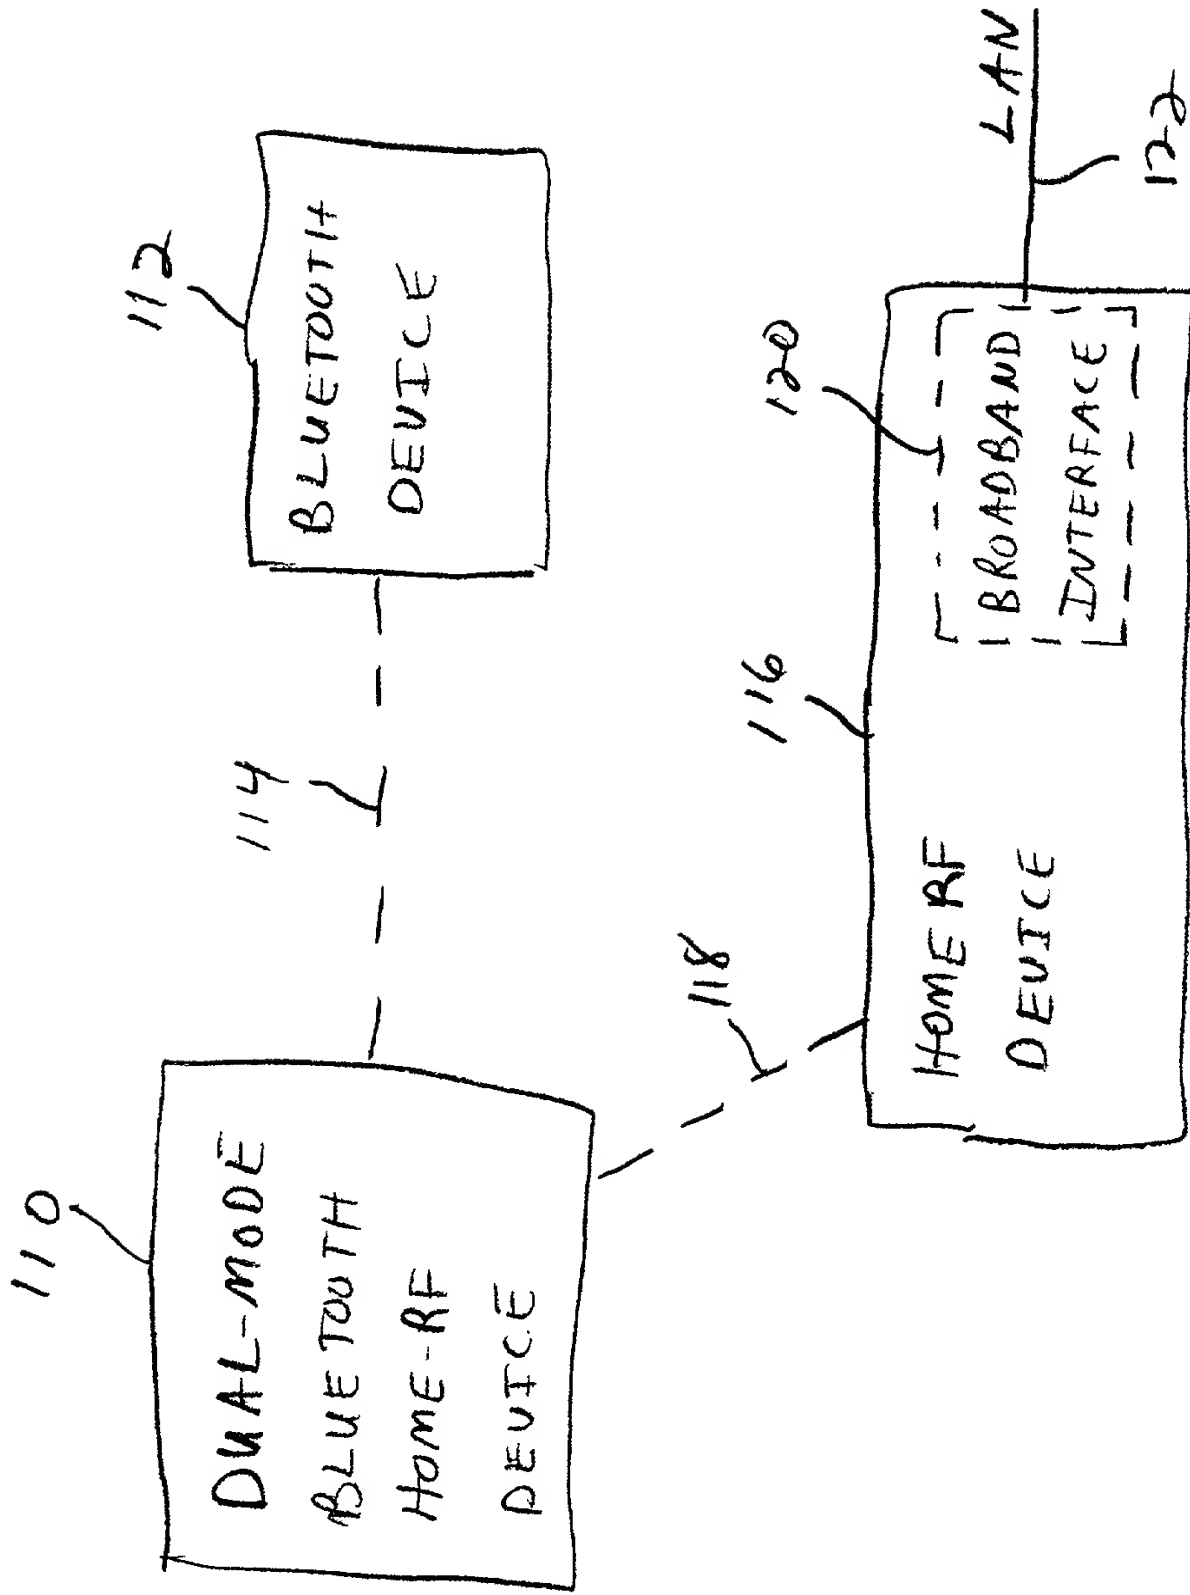 110
DUAL-MODE
BLUETOOTH
HOME-RF
DEVICE
114
112
BLUETOOTH
DEVICE
118
116
HOME RF
DEVICE
120
BROADBAND
INTERFACE
LAN
122